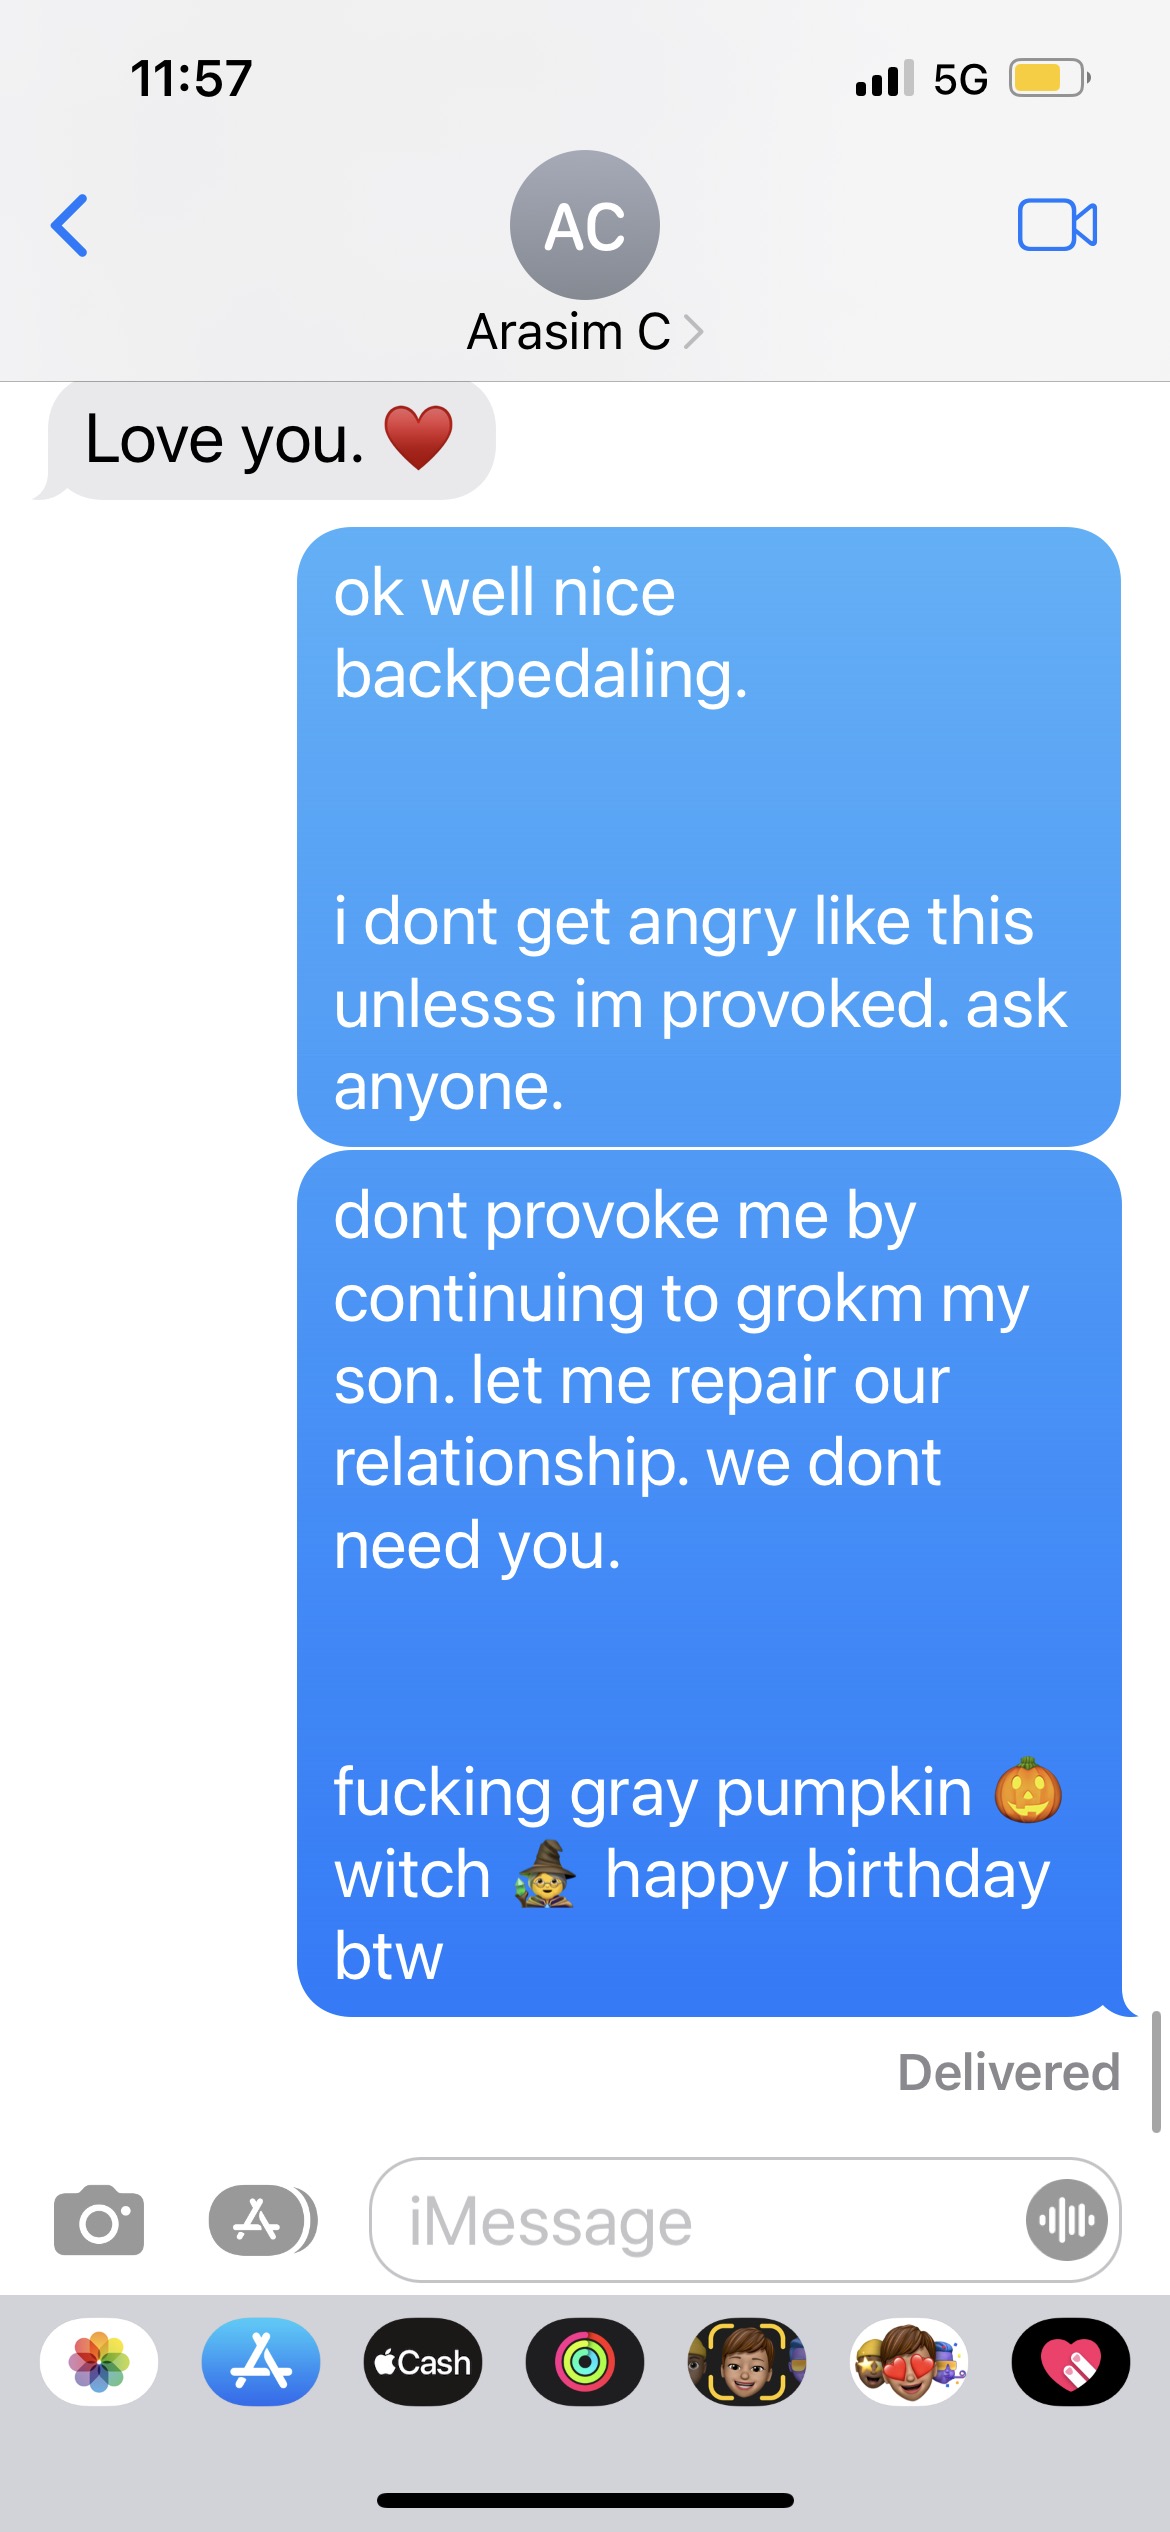 11:57
5G
AC
Arasim C
Love you. ♥️
ok well nice
backpedaling.
i dont get angry like this
unlesss im provoked. ask
anyone.
dont provoke me by
continuing to grokm my
son. let me repair our
relationship. we dont
need you.
fucking gray pumpkin 🎃
witch 🧙 happy birthday
btw
Delivered
iMessage
Cash